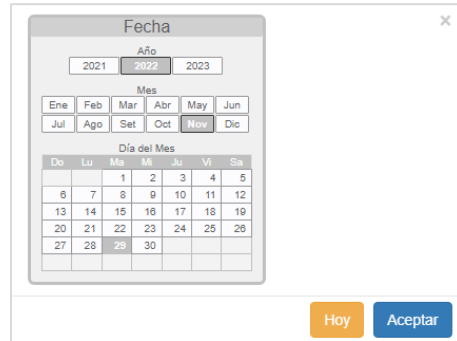 Fecha
×
Año
2021 2022 2023
Mes
Ene Feb Mar Abr May Jun
Jul Ago Set Oct Nov Dic
Día del Mes
Do Lu Ma Mi Ju Vi Sa
1 2 3 4 5
6 7 8 9 10 11 12
13 14 15 16 17 18 19
20 21 22 23 24 25 26
27 28 29 30
Hoy Aceptar